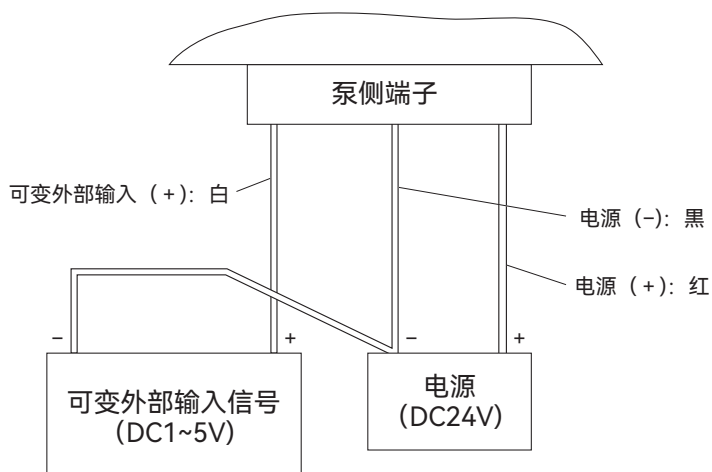 泵侧端子
可变外部输入（+）: 白
电源（−）: 黑
电源（+）: 红
− + − +
可变外部输入信号
（DC1~5V）
电源
（DC24V）